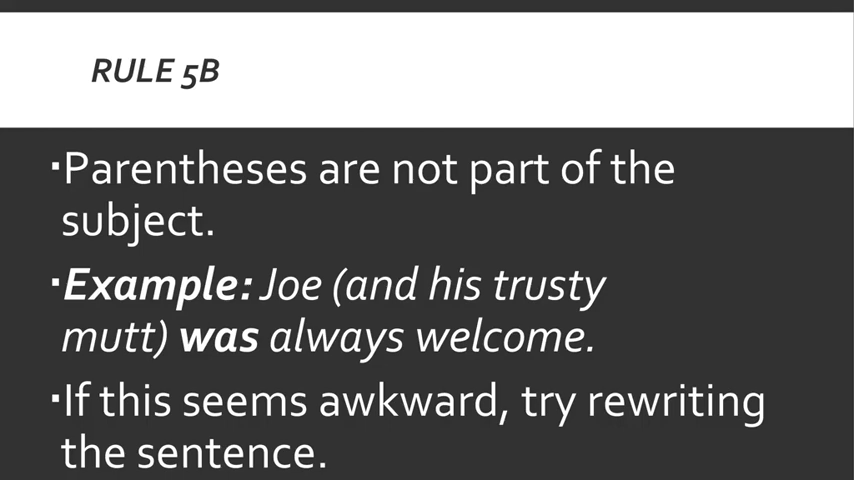 RULE 5B
▪Parentheses are not part of the
subject.
▪Example: Joe (and his trusty
mutt) was always welcome.
▪If this seems awkward, try rewriting
the sentence.